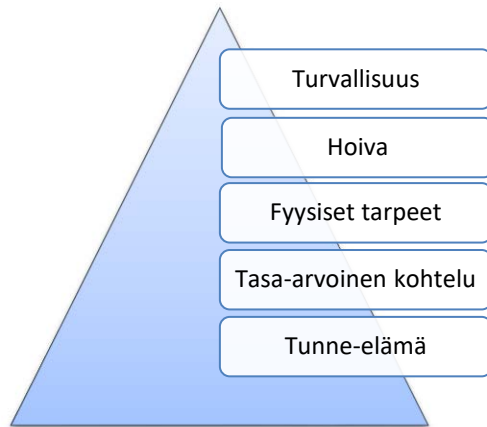 Turvallisuus
Hoiva
Fyysiset tarpeet
Tasa-arvoinen kohtelu
Tunne-elämä